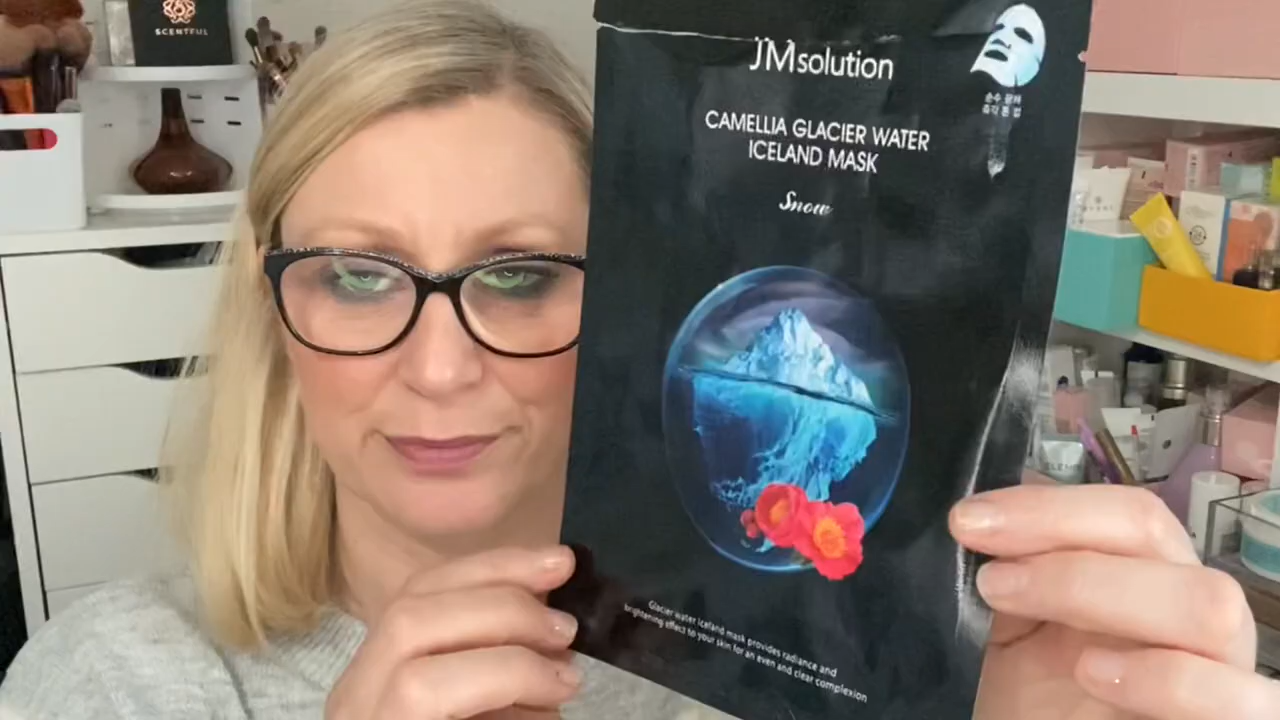 SCENTFUL
JMsolution
CAMELLIA GLACIER WATER
ICELAND MASK
Snow
Glacier water Iceland mask provides radiance and
brightening effect to your skin for an even and clear complexion
ELEMI